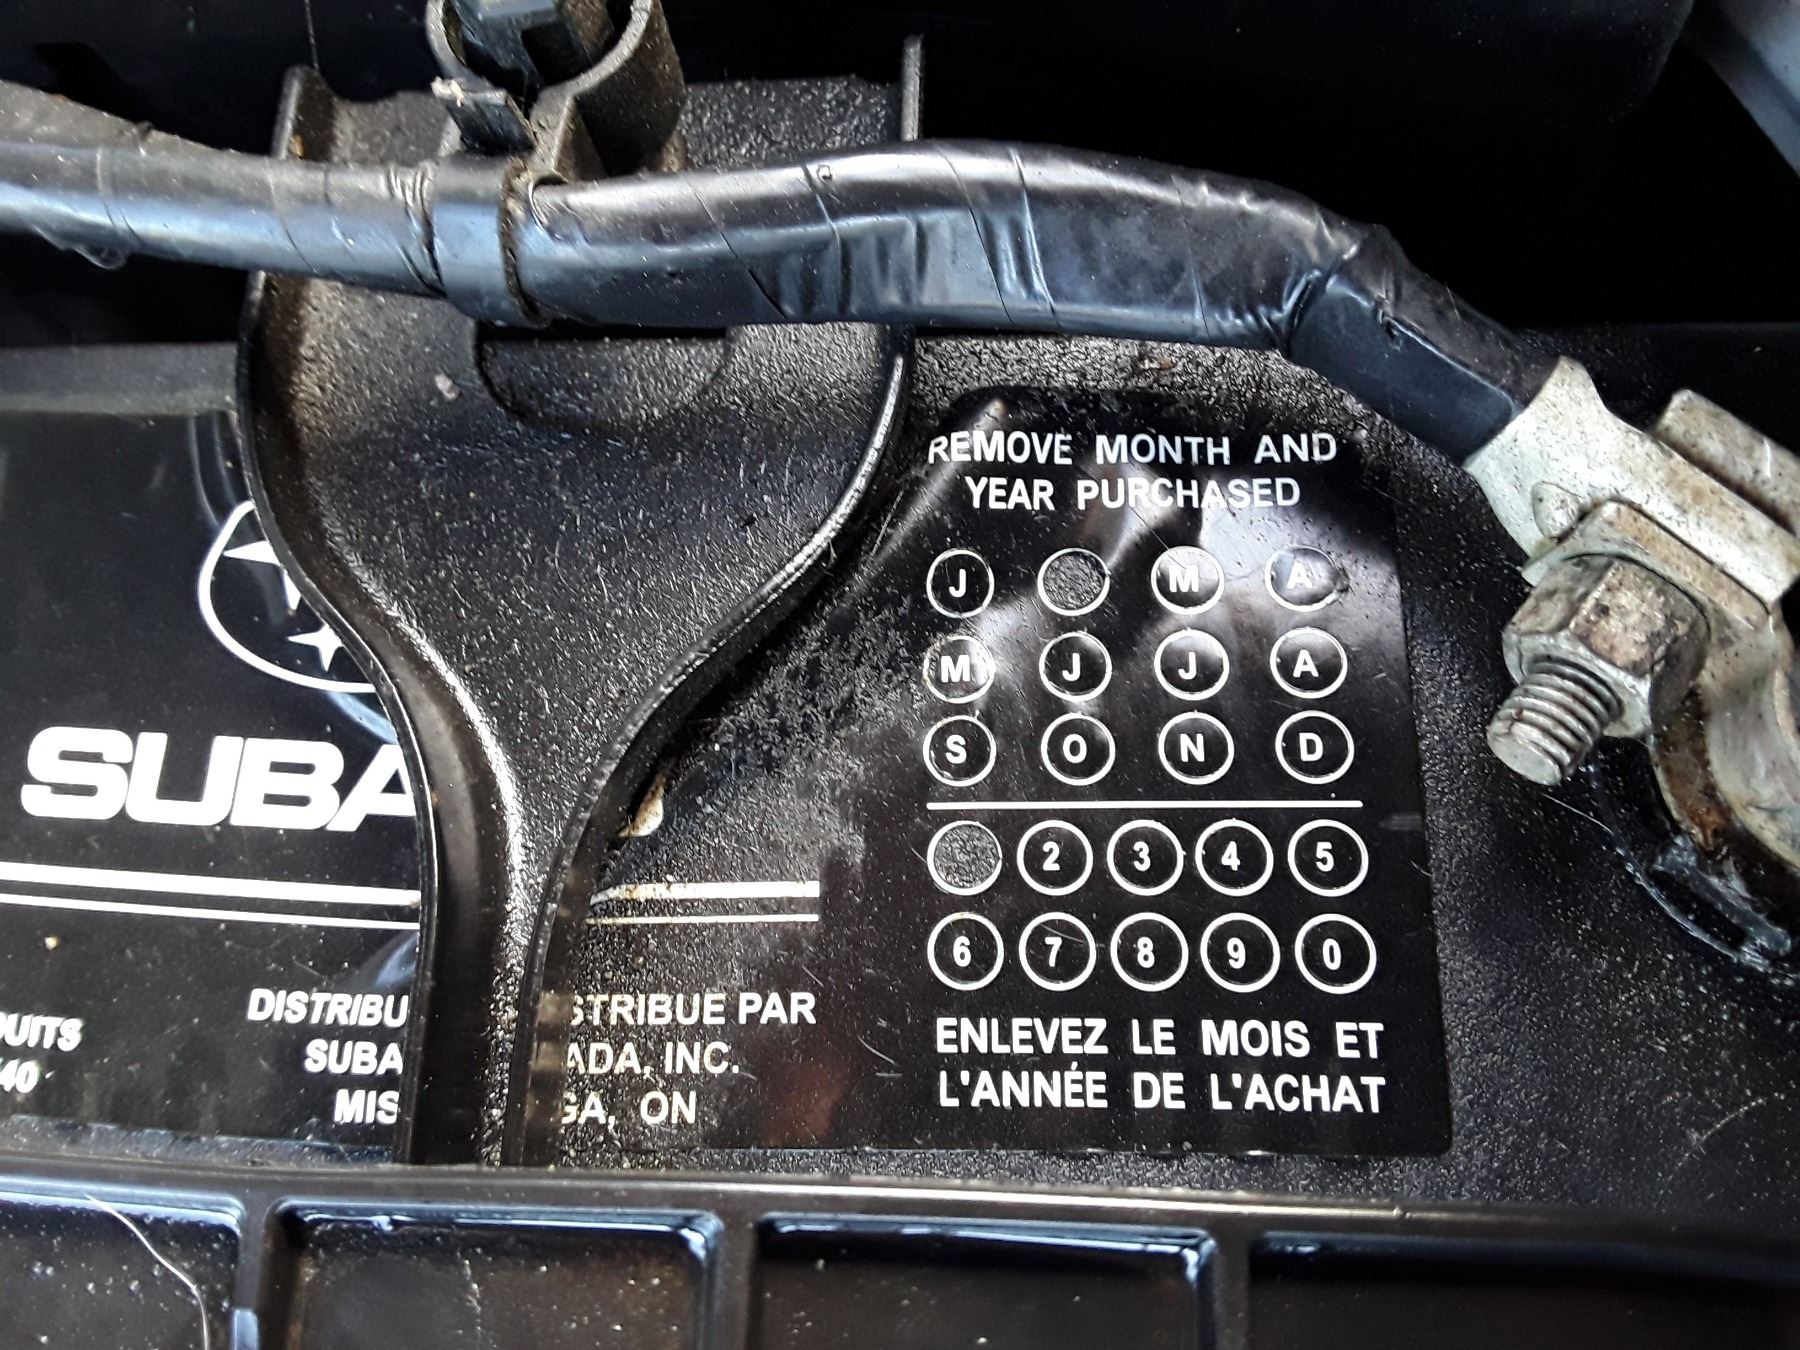 REMOVE MONTH AND
YEAR PURCHASED
J M A
M J J A
S O N D
2 3 4 5
6 7 8 9 0
ENLEVEZ LE MOIS ET
L'ANNÉE DE L'ACHAT
SUBA
DISTRIBU STRIBUE PAR
SUBA ADA, INC.
MIS GA, ON
UITS
40